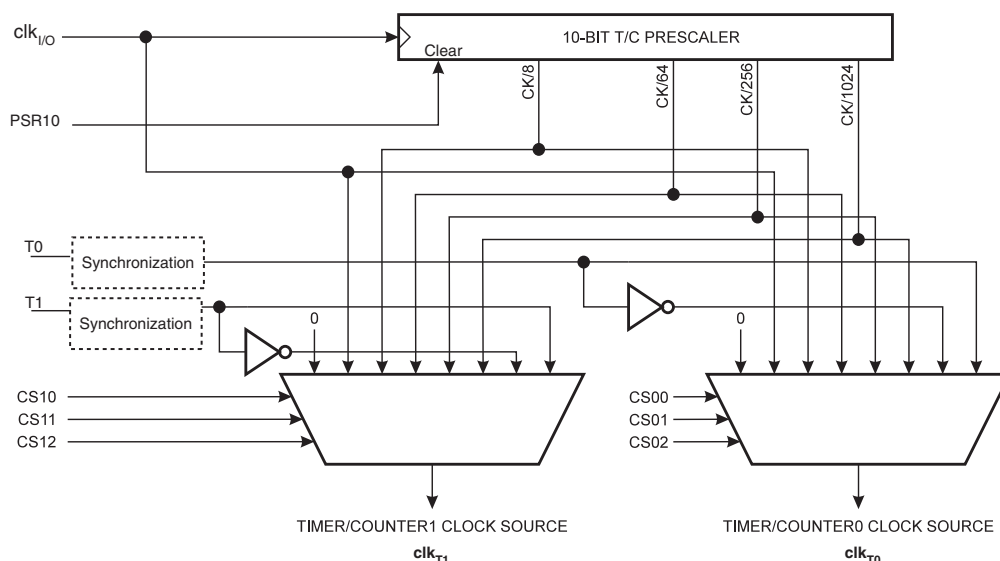 clkI/O
10-BIT T/C PRESCALER
Clear
PSR10
CK/8
CK/64
CK/256
CK/1024
T0
Synchronization
T1
Synchronization
0
0
CS10
CS11
CS12
CS00
CS01
CS02
TIMER/COUNTER1 CLOCK SOURCE
clkT1
TIMER/COUNTER0 CLOCK SOURCE
clkT0